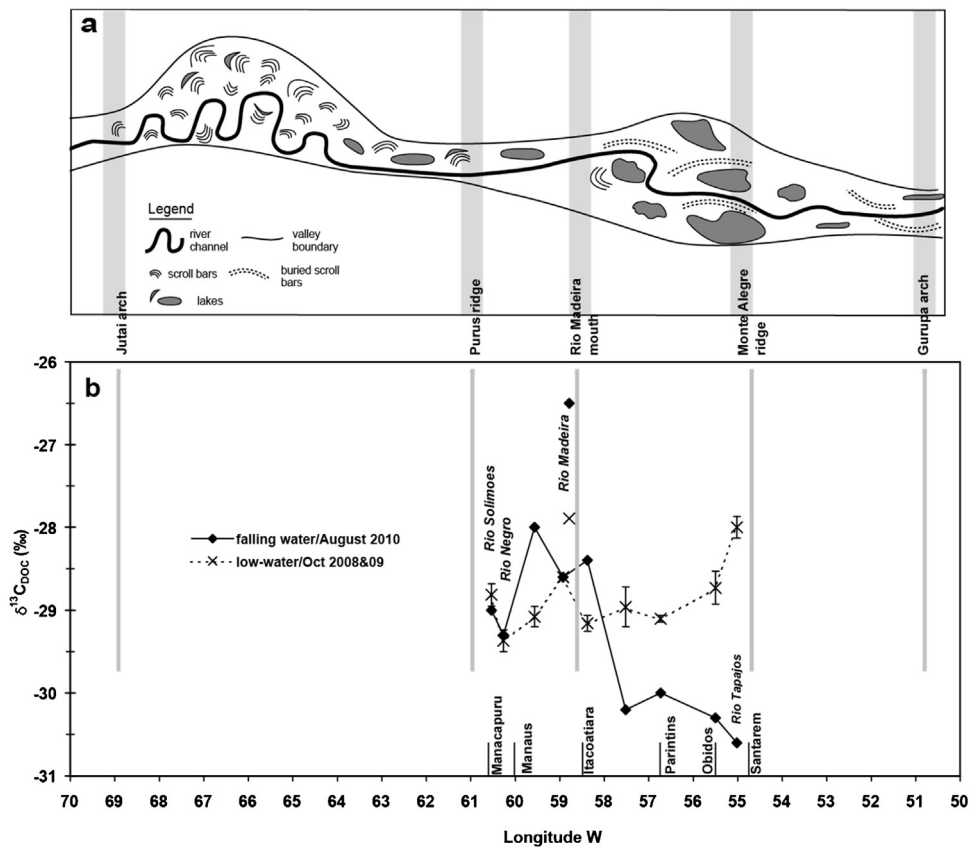 a
Legend
river
channel
valley
boundary
scroll bars
buried scroll
bars
lakes
Jutai arch
Purus ridge
Rio Madeira
mouth
Monte Alegre
ridge
Gurupa arch
b
-26
-27
-28
-29
-30
-31
δ13CDOC (‰)
falling water/August 2010
low-water/Oct 2008&09
Rio Solimoes
Rio Negro
Rio Madeira
Rio Tapajos
Manacapuru
Manaus
Itacoatiara
Parintins
Obidos
Santarem
70 69 68 67 66 65 64 63 62 61 60 59 58 57 56 55 54 53 52 51 50
Longitude W